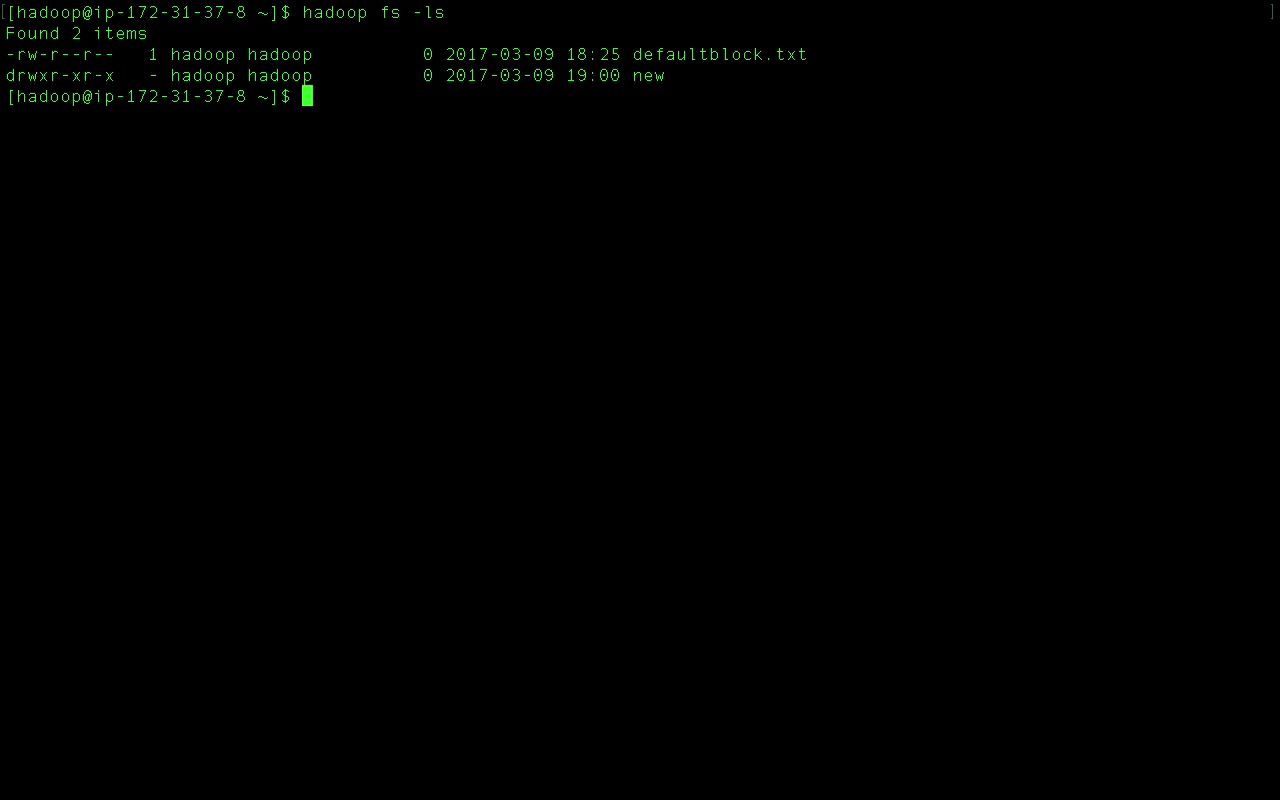 [hadoop@ip-172-31-37-8 ~]$ hadoop fs -ls
Found 2 items
-rw-r--r--   1 hadoop hadoop          0 2017-03-09 18:25 defaultblock.txt
drwxr-xr-x   - hadoop hadoop          0 2017-03-09 19:00 new
[hadoop@ip-172-31-37-8 ~]$